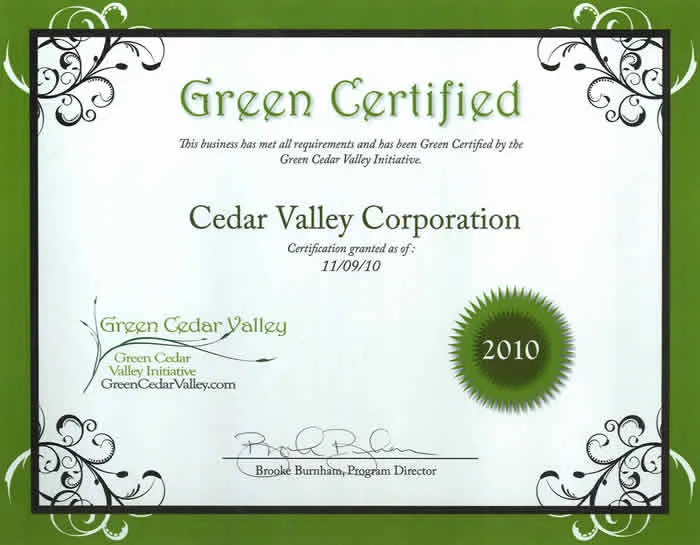 Green Certified
This business has met all requirements and has been Green Certified by the
Green Cedar Valley Initiative.
Cedar Valley Corporation
Certification granted as of :
11/09/10
Green Cedar Valley
Green Cedar
Valley Initiative
GreenCedarValley.com
2010
Brooke Burnham
Brooke Burnham, Program Director